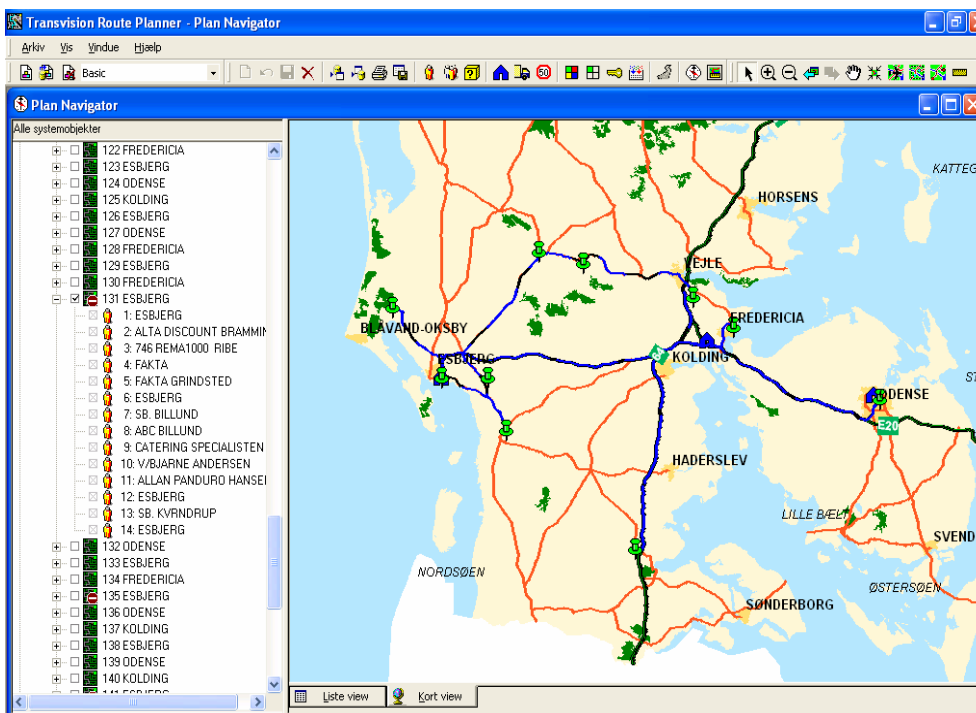 Transvision Route Planner - Plan Navigator
Arkiv Vis Vindue Hjælp
Basic
50
Plan Navigator
Alle systemobjekter
122 FREDERICIA
123 ESBJERG
124 ODENSE
125 KOLDING
126 ESBJERG
127 ODENSE
128 FREDERICIA
129 ESBJERG
130 FREDERICIA
131 ESBJERG
1: ESBJERG
2: ALTA DISCOUNT BRAMMIN
3: 746 REMA1000 RIBE
4: FAKTA
5: FAKTA GRINDSTED
6: ESBJERG
7: SB. BILLUND
8: ABC BILLUND
9: CATERING SPECIALISTEN
10: V/BJARNE ANDERSEN
11: ALLAN PANDURO HANSE
12: ESBJERG
13: SB. KVRNDRUP
14: ESBJERG
132 ODENSE
133 ESBJERG
134 FREDERICIA
135 ESBJERG
136 ODENSE
137 KOLDING
138 ESBJERG
139 ODENSE
140 KOLDING
141 ESBJERG
KATTEG
HORSENS
VEJLE
FREDERICIA
BLÅVAND-OKSBY
ESBJERG
KOLDING
ODENSE
E20
HADERSLEV
LILLE BÆLT
SVEND
NORDSØEN
ØSTERSØEN
SØNDERBORG
Liste view Kort view